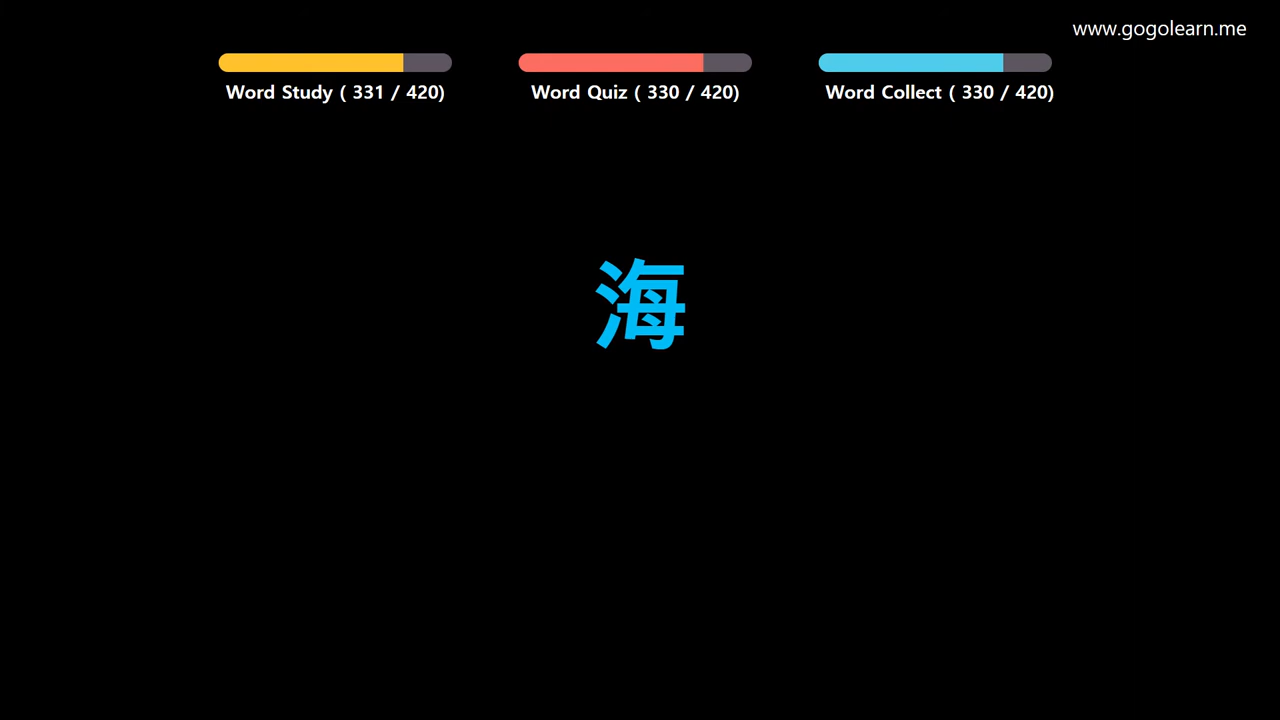 www.gogolearn.me
Word Study ( 331 / 420)
Word Quiz ( 330 / 420)
Word Collect ( 330 / 420)
海